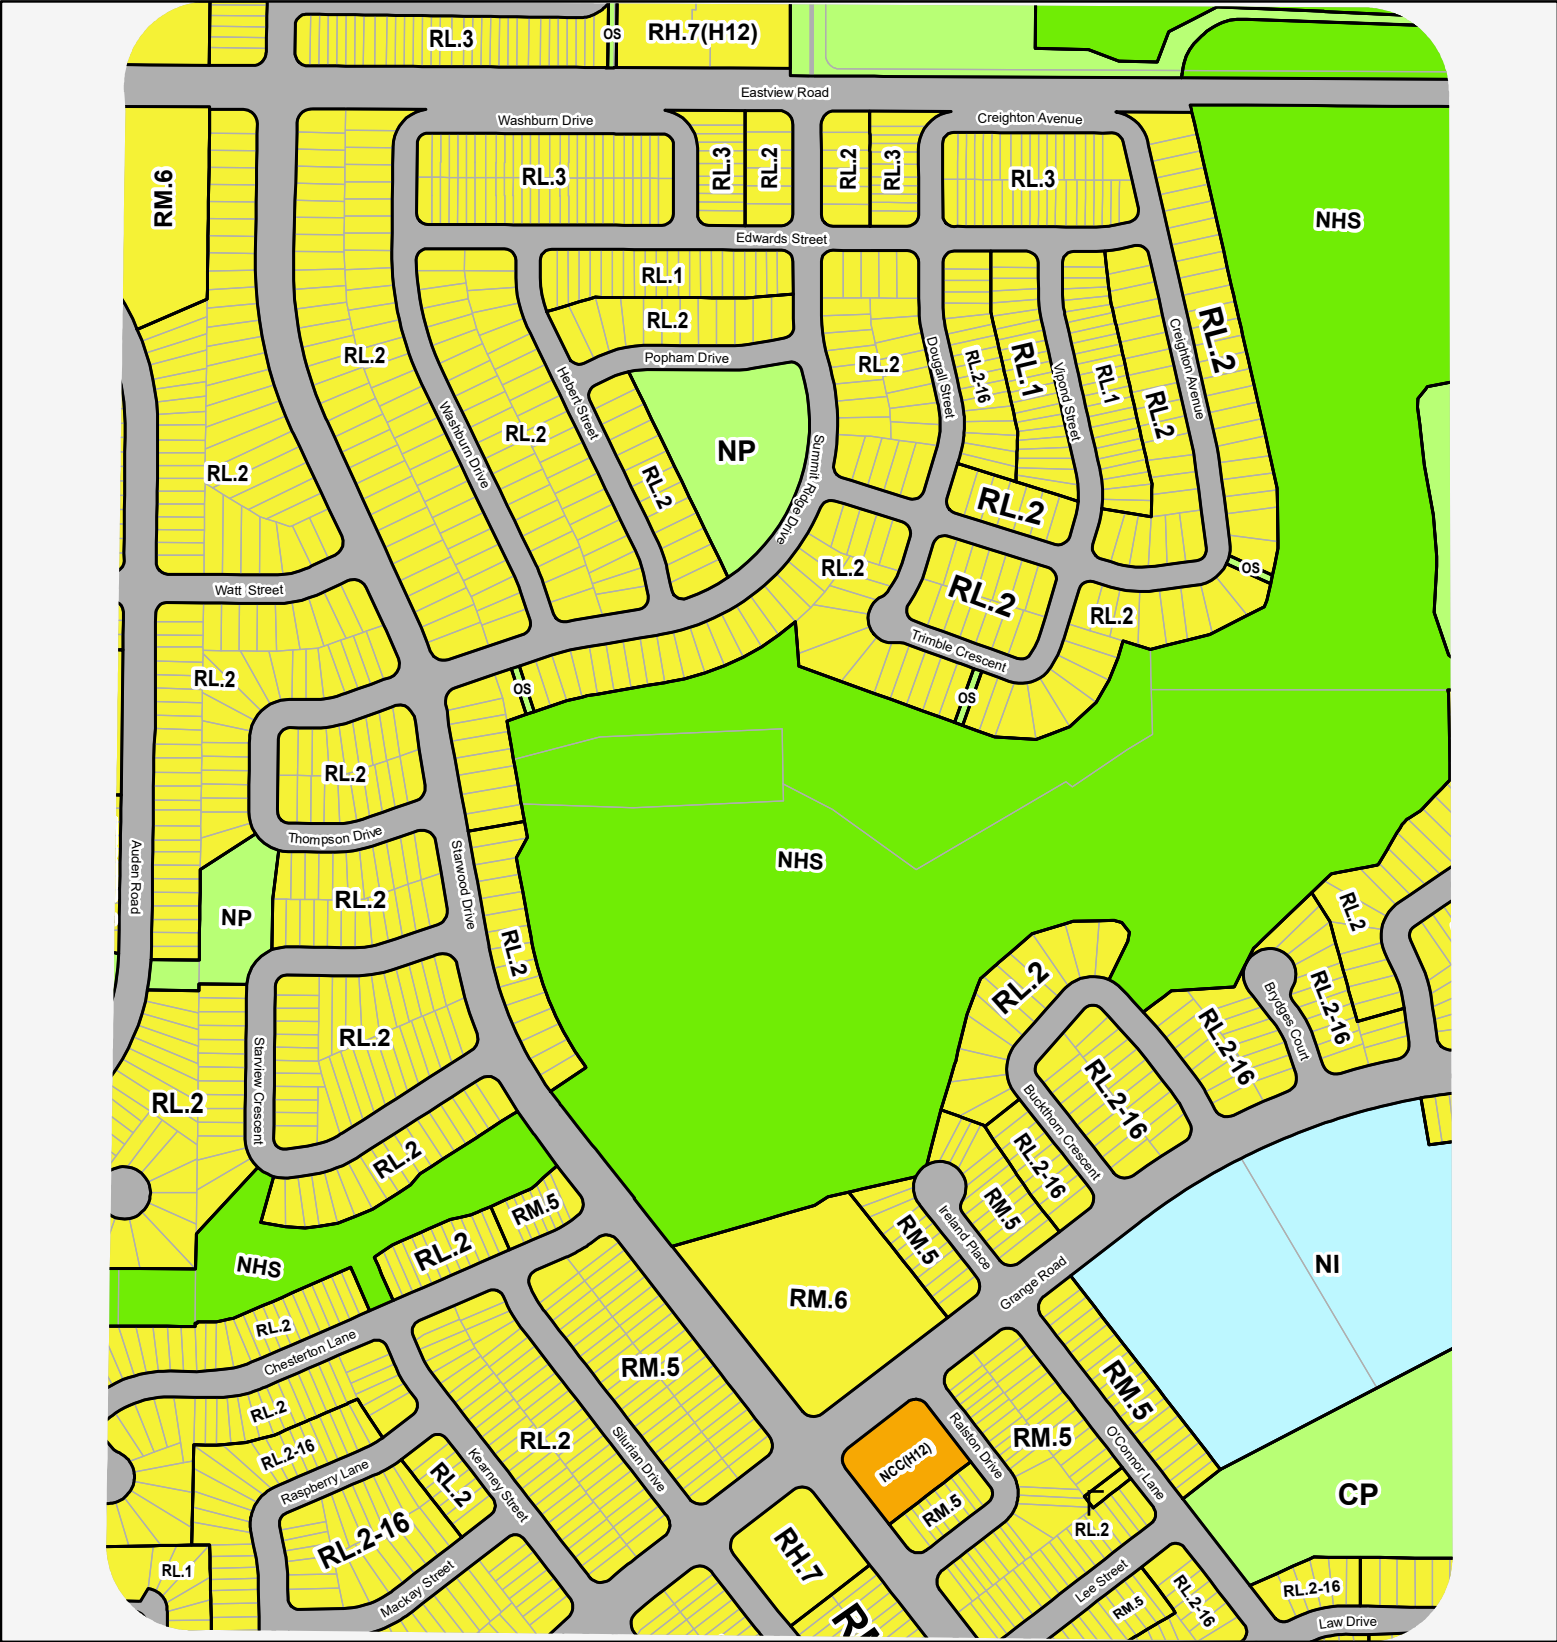 RL.3
OS
RH.7(H12)
Eastview Road
Washburn Drive
Creighton Avenue
RM.6
RL.3
RL.3
RL.2
RL.2
RL.3
RL.3
NHS
Edwards Street
RL.1
RL.2
Popham Drive
RL.2
RL.2
RL.2
Hebert Street
Washburn Drive
RL.2
RL.2
NP
Summit Ridge Drive
RL.2
Dougall Street
RL.2-16
RL.1
Vipond Street
RL.1
RL.2
Creighton Avenue
RL.2
RL.2
RL.2
RL.2
OS
RL.2
Trimble Crescent
OS
Watt Street
RL.2
OS
RL.2
Thompson Drive
Auden Road
RL.2
NP
Starwood Drive
RL.2
NHS
RL.2
Starview Crescent
RL.2
RL.2
RL.2
RL.2-16
Buckthorn Crescent
RL.2-16
RL.2-16
Brydges Court
RL.2-16
RL.2
NHS
RL.2
RM.5
RM.5
Ireland Place
RM.5
Grange Road
RM.6
NI
RL.2
Chesterton Lane
RL.2
RL.2-16
Raspberry Lane
RL.2
RL.2-16
Kearney Street
Mackay Street
RL.1
RL.2
Silurian Drive
RM.5
NCC(H12)
RM.5
Ralston Drive
RM.5
O'Connor Lane
RM.5
RL.2
CP
RH.7
Lee Street
RM.5
RL.2-16
RL.2-16
Law Drive